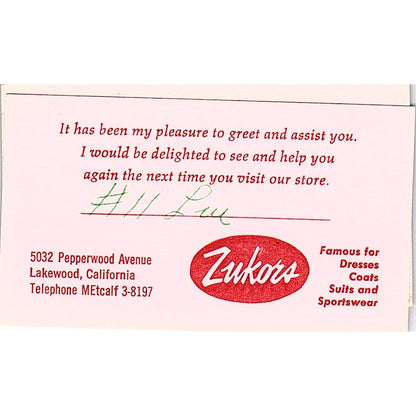 It has been my pleasure to greet and assist you.
I would be delighted to see and help you
again the next time you visit our store.
#11
5032 Pepperwood Avenue
Lakewood, California
Telephone MEtcalf 3-8197
Zukors
Famous for
Dresses
Coats
Suits and
Sportswear